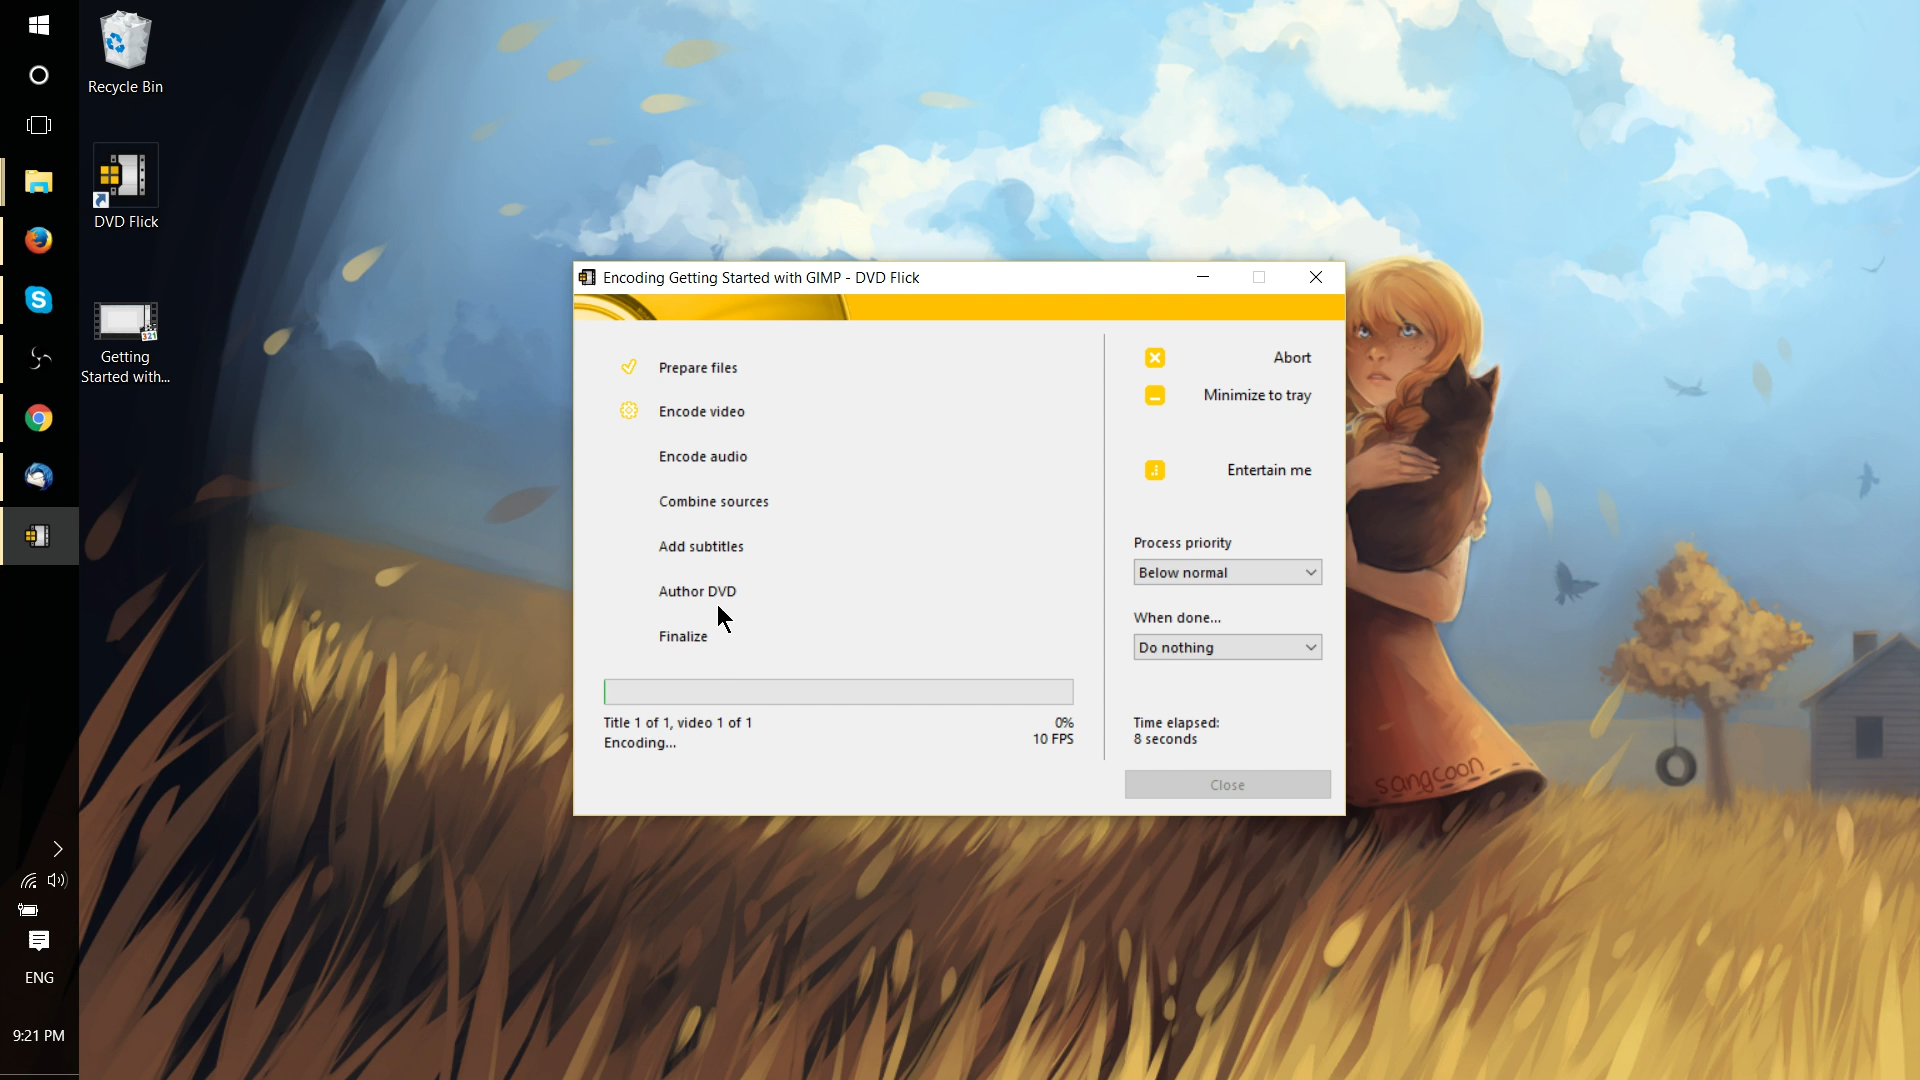 Recycle Bin
DVD Flick
Getting
Started with...
ENG
9:21 PM
Encoding Getting Started with GIMP - DVD Flick
Prepare files
Encode video
Encode audio
Combine sources
Add subtitles
Author DVD
Finalize
Title 1 of 1, video 1 of 1
0%
Encoding...
10 FPS
Abort
Minimize to tray
Entertain me
Process priority
Below normal
When done...
Do nothing
Time elapsed:
8 seconds
Close
sangcoon
321